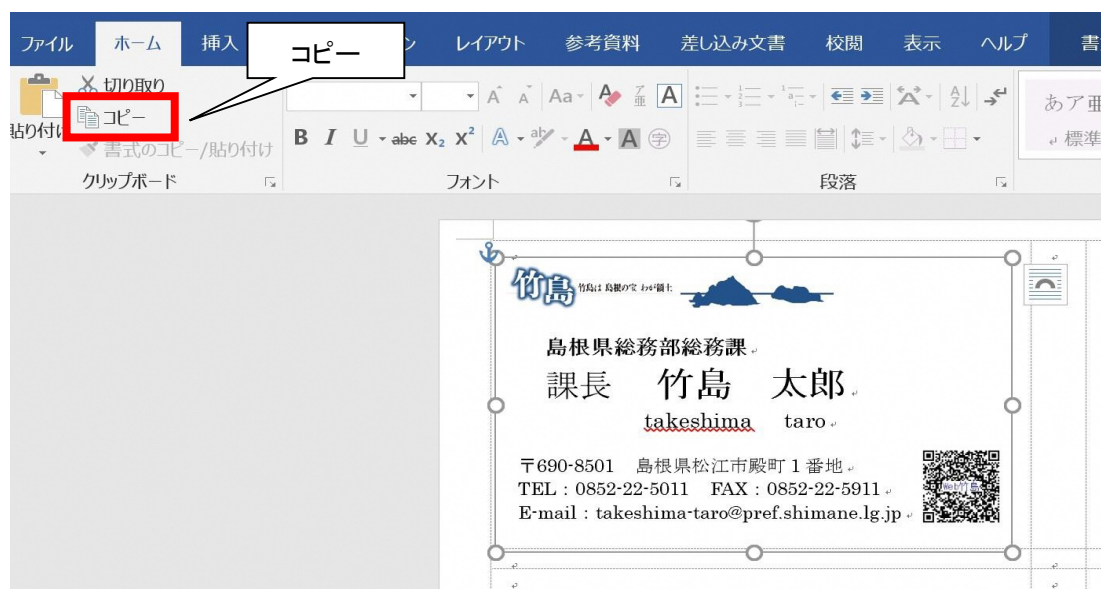 ファイル ホーム 挿入 レイアウト 参考資料 差し込み文書 校閲 表示 ヘルプ 書
コピー
切り取り
コピー
書式のコピー/貼り付け
貼り付け
クリップボード
Aa
B I U abc X₂ X² A aby A A 字
フォント
段落
あア亜
標準
竹島 竹島は 島根の宝 わが領土
島根県総務部総務課
課長 竹島 太郎
takeshima taro
〒690-8501 島根県松江市殿町1番地
TEL:0852-22-5011 FAX:0852-22-5911
E-mail:takeshima-taro@pref.shimane.lg.jp
Web竹島